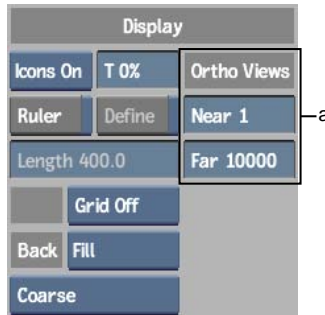 Display
Icons On T 0% Ortho Views
Ruler Define Near 1
Length 400.0 Far 10000
Grid Off
Back Fill
Coarse
a